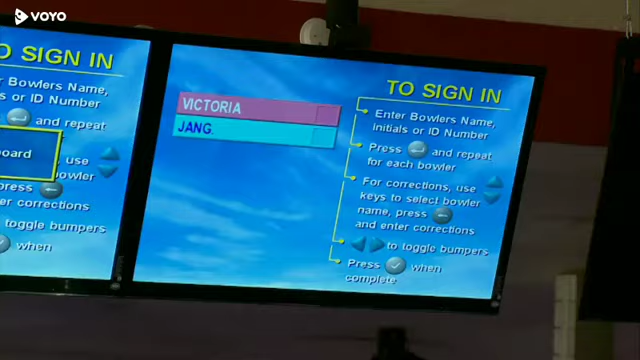 VOYO
O SIGN IN
er Bowlers Name,
s or ID Number
and repeat
oard
, use
owler
press
er corrections
to toggle bumpers
when
VICTORIA
JANG.
TO SIGN IN
Enter Bowlers Name,
Initials or ID Number
Press and repeat
for each bowler
For corrections, use
keys to select bowler
name, press
and enter corrections
to toggle bumpers
Press when
complete